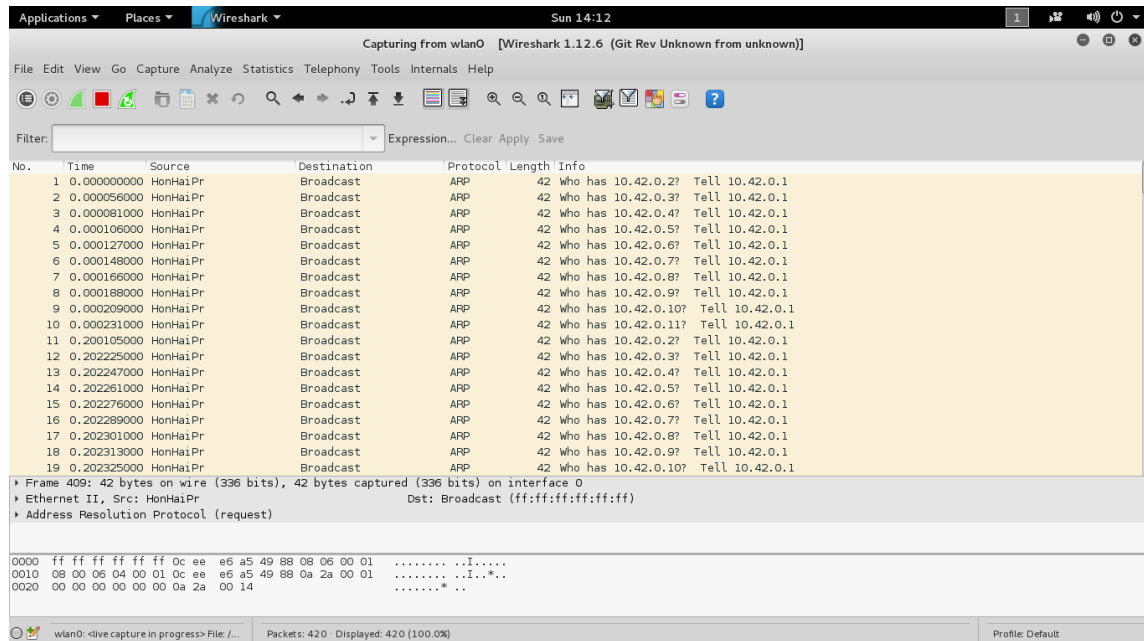 Applications Places Wireshark Sun 14:12 1
Capturing from wlan0 [Wireshark 1.12.6 (Git Rev Unknown from unknown)]
File Edit View Go Capture Analyze Statistics Telephony Tools Internals Help
Filter: Expression... Clear Apply Save
No. Time Source Destination Protocol Length Info
1 0.000000000 HonHaiPr Broadcast ARP 42 Who has 10.42.0.2? Tell 10.42.0.1
2 0.000056000 HonHaiPr Broadcast ARP 42 Who has 10.42.0.3? Tell 10.42.0.1
3 0.000081000 HonHaiPr Broadcast ARP 42 Who has 10.42.0.4? Tell 10.42.0.1
4 0.000106000 HonHaiPr Broadcast ARP 42 Who has 10.42.0.5? Tell 10.42.0.1
5 0.000127000 HonHaiPr Broadcast ARP 42 Who has 10.42.0.6? Tell 10.42.0.1
6 0.000148000 HonHaiPr Broadcast ARP 42 Who has 10.42.0.7? Tell 10.42.0.1
7 0.000166000 HonHaiPr Broadcast ARP 42 Who has 10.42.0.8? Tell 10.42.0.1
8 0.000188000 HonHaiPr Broadcast ARP 42 Who has 10.42.0.9? Tell 10.42.0.1
9 0.000209000 HonHaiPr Broadcast ARP 42 Who has 10.42.0.10? Tell 10.42.0.1
10 0.000231000 HonHaiPr Broadcast ARP 42 Who has 10.42.0.11? Tell 10.42.0.1
11 0.200105000 HonHaiPr Broadcast ARP 42 Who has 10.42.0.2? Tell 10.42.0.1
12 0.202225000 HonHaiPr Broadcast ARP 42 Who has 10.42.0.3? Tell 10.42.0.1
13 0.202247000 HonHaiPr Broadcast ARP 42 Who has 10.42.0.4? Tell 10.42.0.1
14 0.202261000 HonHaiPr Broadcast ARP 42 Who has 10.42.0.5? Tell 10.42.0.1
15 0.202276000 HonHaiPr Broadcast ARP 42 Who has 10.42.0.6? Tell 10.42.0.1
16 0.202289000 HonHaiPr Broadcast ARP 42 Who has 10.42.0.7? Tell 10.42.0.1
17 0.202301000 HonHaiPr Broadcast ARP 42 Who has 10.42.0.8? Tell 10.42.0.1
18 0.202313000 HonHaiPr Broadcast ARP 42 Who has 10.42.0.9? Tell 10.42.0.1
19 0.202325000 HonHaiPr Broadcast ARP 42 Who has 10.42.0.10? Tell 10.42.0.1
Frame 409: 42 bytes on wire (336 bits), 42 bytes captured (336 bits) on interface 0
Ethernet II, Src: HonHaiPr Dst: Broadcast (ff:ff:ff:ff:ff:ff)
Address Resolution Protocol (request)
0000 ff ff ff ff ff ff 0c ee e6 a5 49 88 08 06 00 01 ........ ..I.....
0010 08 00 06 04 00 01 0c ee e6 a5 49 88 0a 2a 00 01 ........ ..I..*..
0020 00 00 00 00 00 00 0a 2a 00 14 .......* ..
wlan0: <live capture in progress> File: /... Packets: 420 · Displayed: 420 (100.0%) Profile: Default